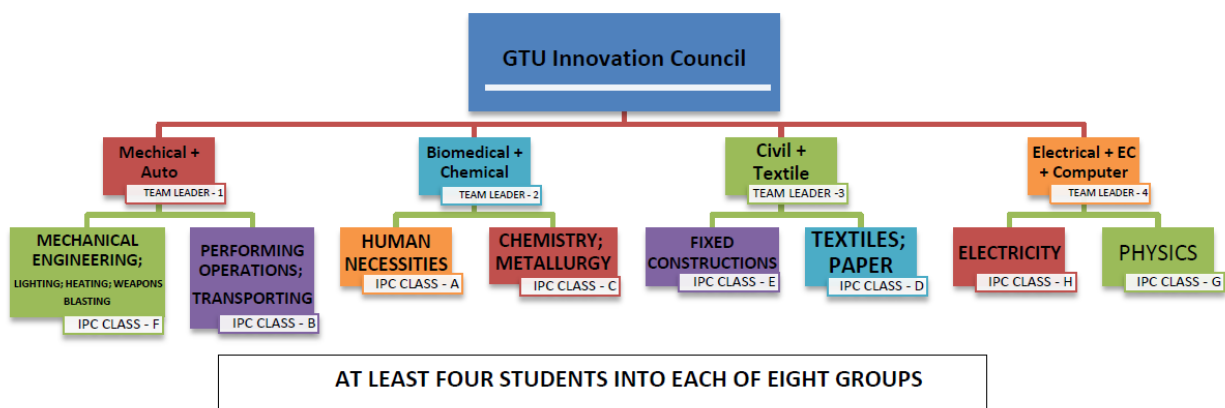 GTU Innovation Council
Mechical +
Auto
TEAM LEADER - 1
Biomedical +
Chemical
TEAM LEADER - 2
Civil +
Textile
TEAM LEADER -3
Electrical + EC
+ Computer
TEAM LEADER - 4
MECHANICAL
ENGINEERING;
LIGHTING; HEATING; WEAPONS
BLASTING
IPC CLASS - F
PERFORMING
OPERATIONS;
TRANSPORTING
IPC CLASS - B
HUMAN
NECESSITIES
IPC CLASS - A
CHEMISTRY;
METALLURGY
IPC CLASS - C
FIXED
CONSTRUCTIONS
IPC CLASS - E
TEXTILES;
PAPER
IPC CLASS - D
ELECTRICITY
IPC CLASS - H
PHYSICS
IPC CLASS - G
AT LEAST FOUR STUDENTS INTO EACH OF EIGHT GROUPS